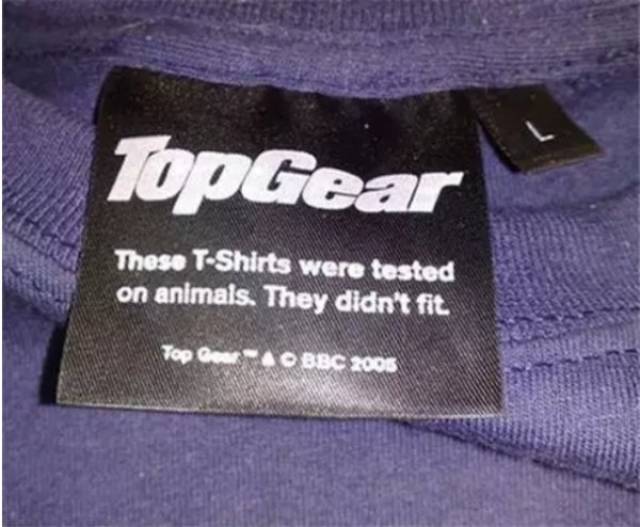 TopGear
L
These T-Shirts were tested
on animals. They didn't fit.
Top Gear ™ & © BBC 2005